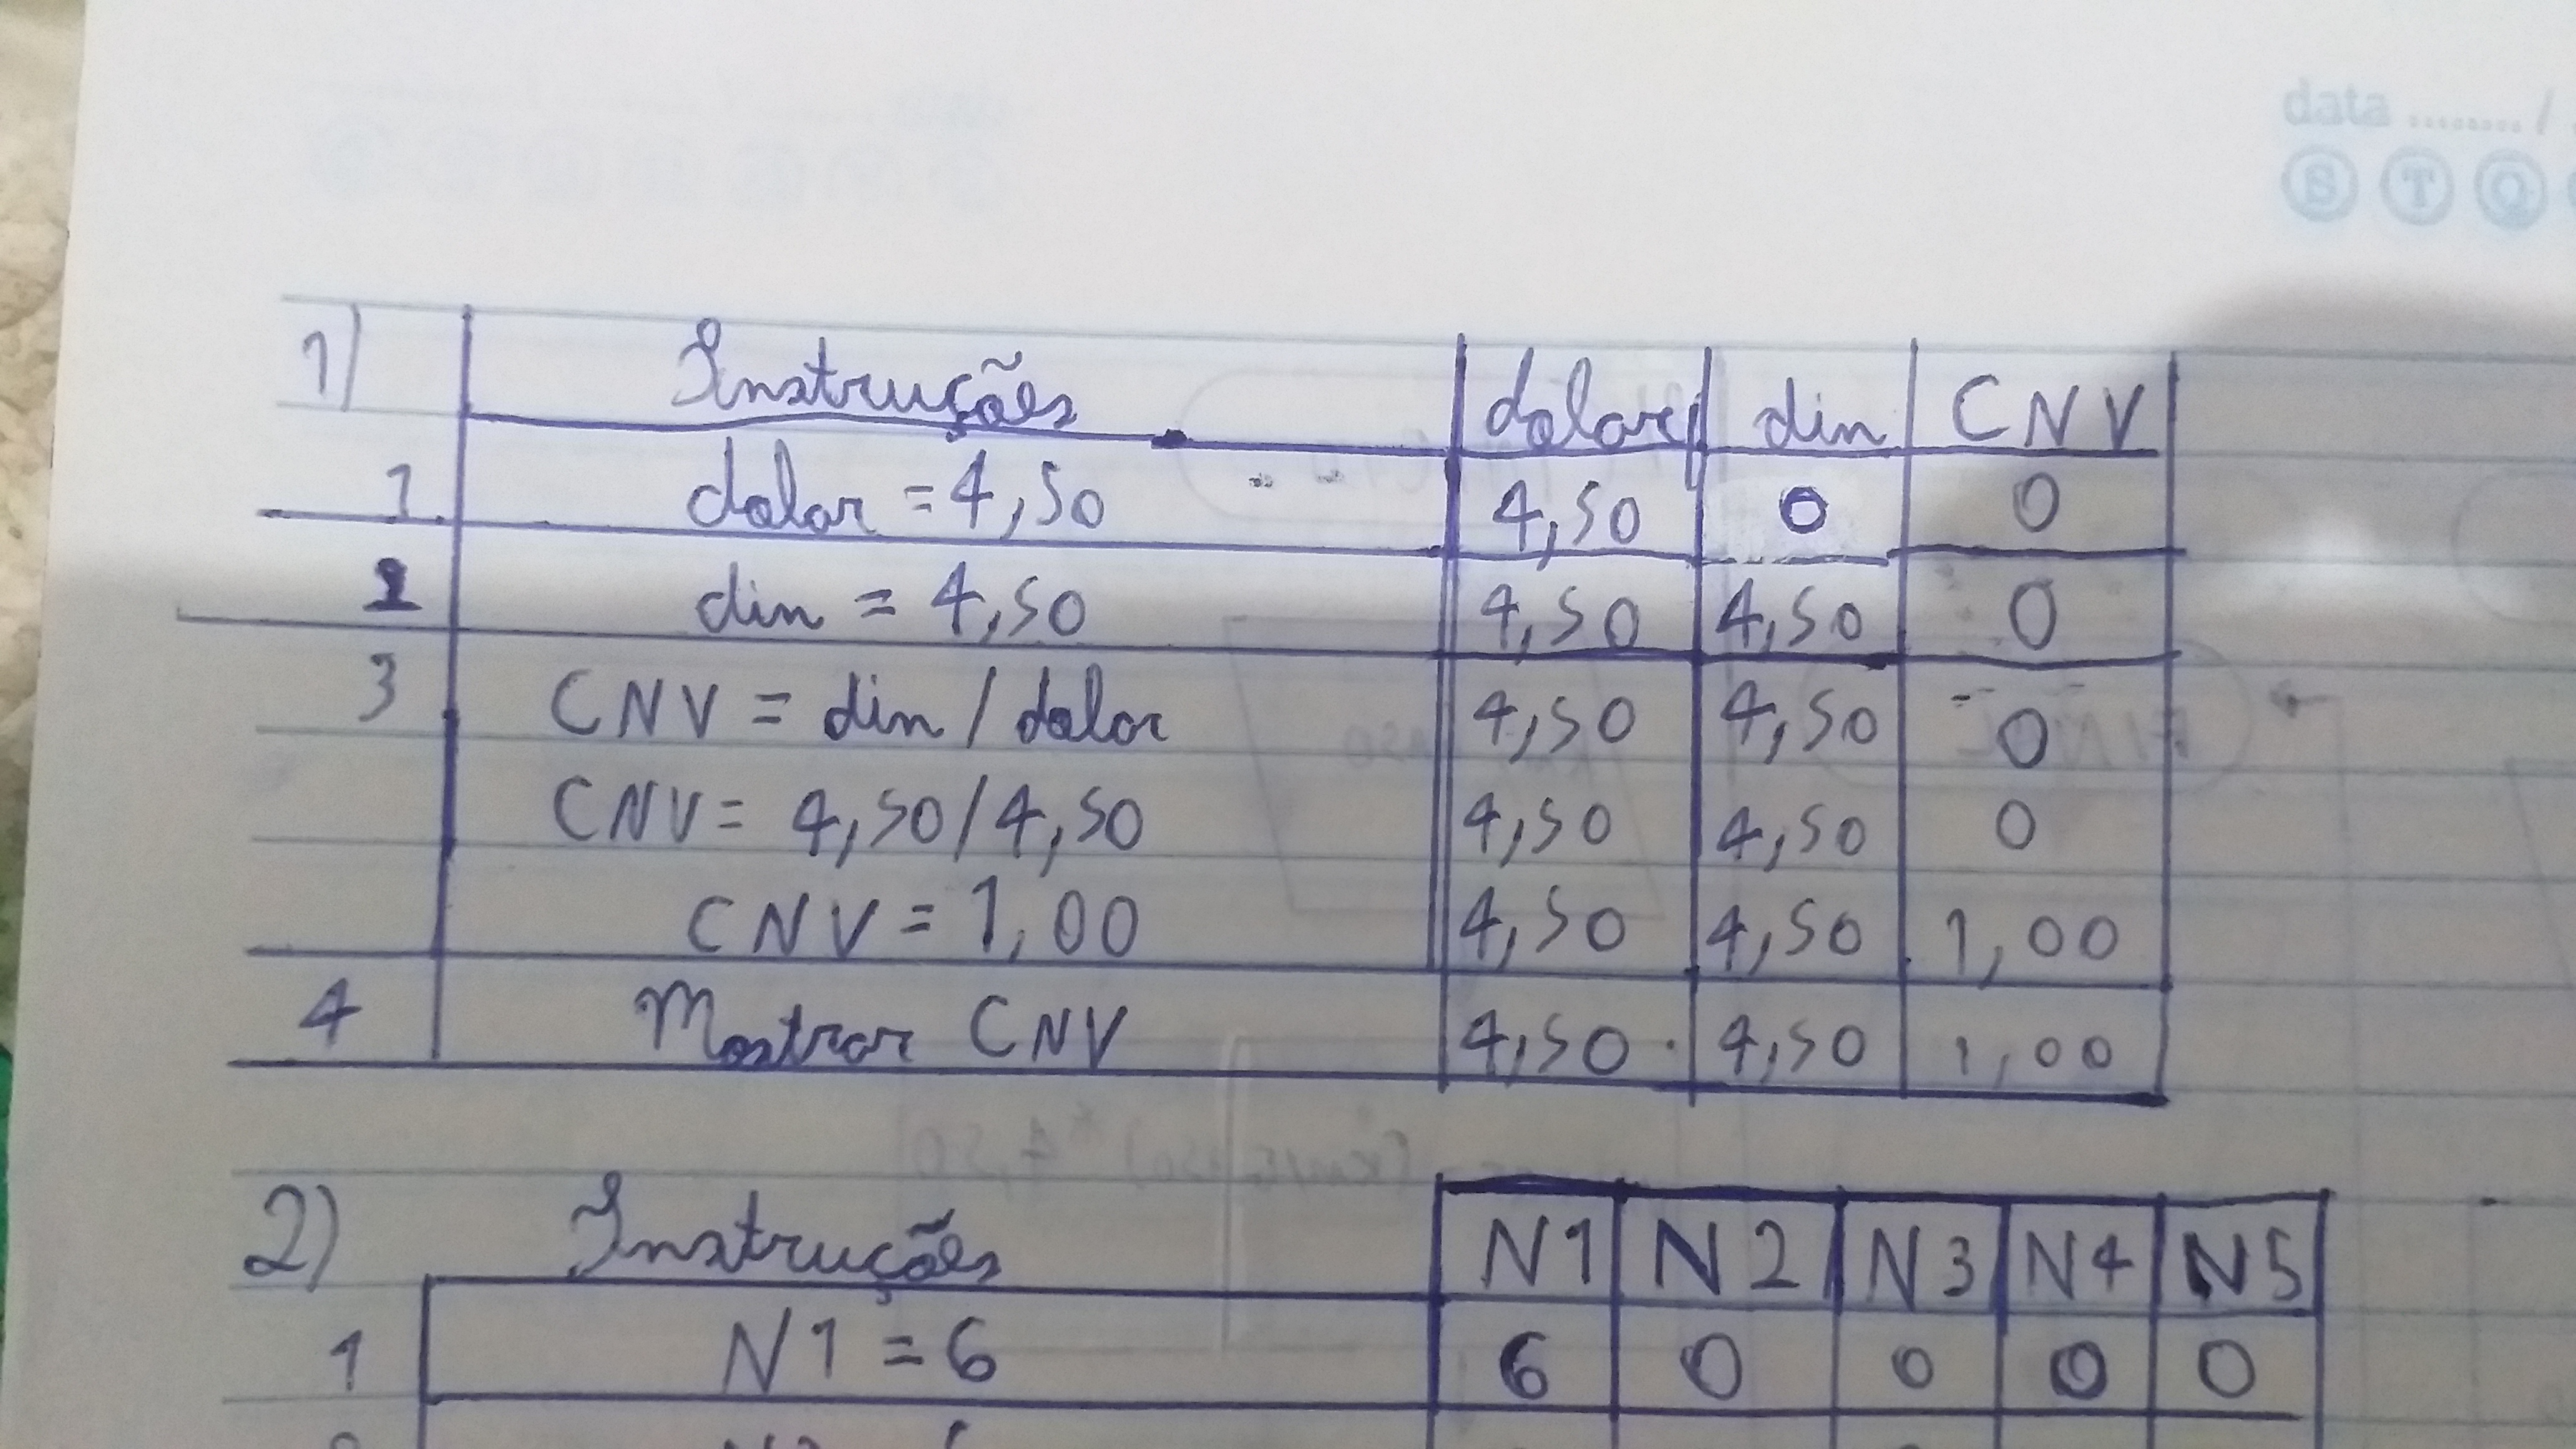 data ........ /
S T Q
1) Instruções dolar din CNV
1 dolar = 4,50 4,50 0 0
2 din = 4,50 4,50 4,50 0
3 CNV = din / dolar 4,50 4,50 0
CNV = 4,50 / 4,50 4,50 4,50 0
CNV = 1,00 4,50 4,50 1,00
4 Mostrar CNV 4,50 4,50 1,00
2) Instruções N1 N2 N3 N4 N5
1 N1 = 6 6 0 0 0 0